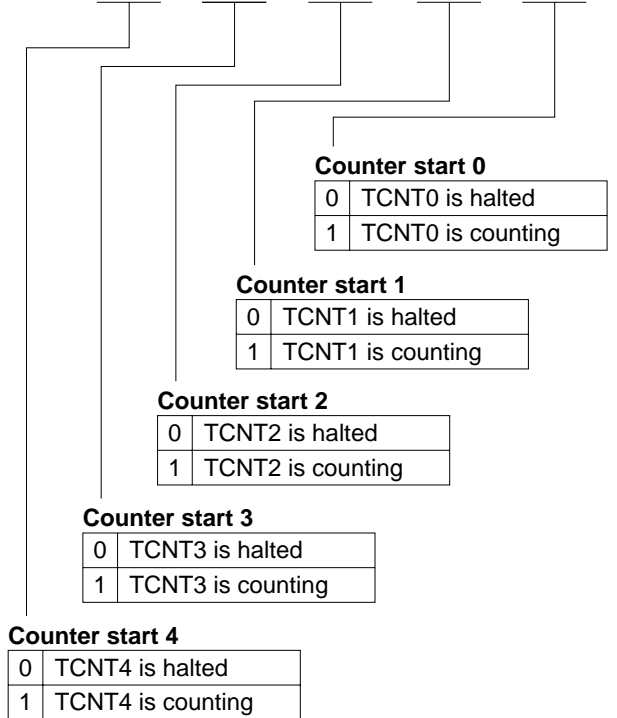 Counter start 0
0 TCNT0 is halted
1 TCNT0 is counting
Counter start 1
0 TCNT1 is halted
1 TCNT1 is counting
Counter start 2
0 TCNT2 is halted
1 TCNT2 is counting
Counter start 3
0 TCNT3 is halted
1 TCNT3 is counting
Counter start 4
0 TCNT4 is halted
1 TCNT4 is counting